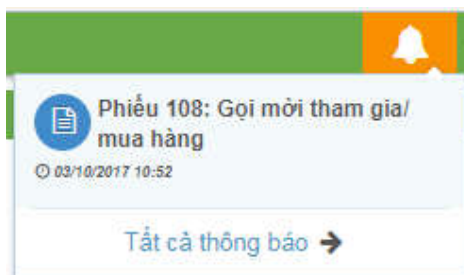 Phiếu 108: Gọi mời tham gia/
mua hàng
03/10/2017 10:52
Tất cả thông báo